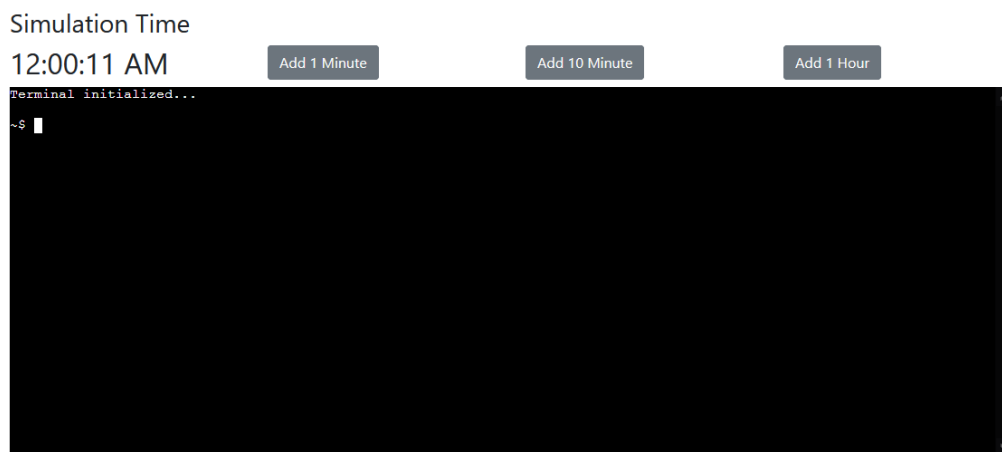 Simulation Time
12:00:11 AM
Add 1 Minute
Add 10 Minute
Add 1 Hour
Terminal initialized...
~$